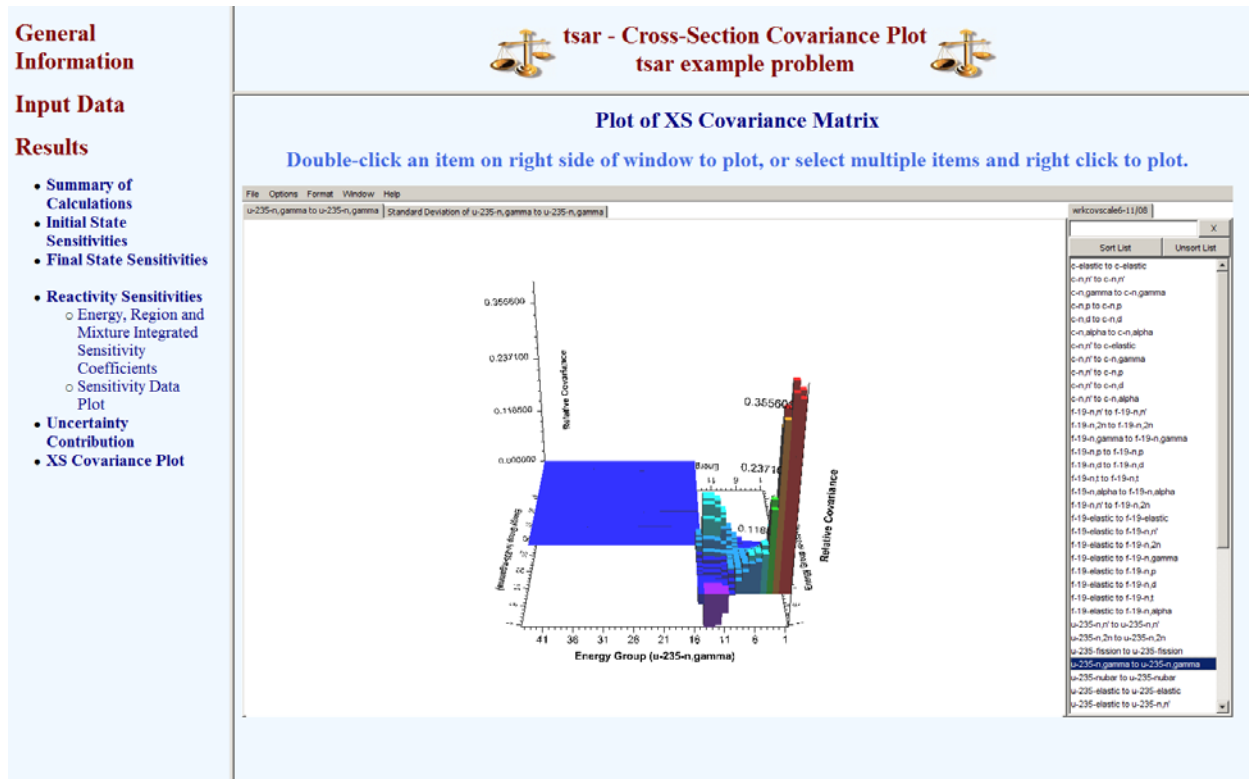 General
Information
Input Data
Results
Summary of
Calculations
Initial State
Sensitivities
Final State Sensitivities
Reactivity Sensitivities
Energy, Region and
Mixture Integrated
Sensitivity
Coefficients
Sensitivity Data
Plot
Uncertainty
Contribution
XS Covariance Plot
tsar - Cross-Section Covariance Plot
tsar example problem
Plot of XS Covariance Matrix
Double-click an item on right side of window to plot, or select multiple items and right click to plot.
File Options Format Window Help
u-235-n,gamma to u-235-n,gamma Standard Deviation of u-235-n,gamma to u-235-n,gamma
0.355600
0.237100
0.118500
0.000000
Relative Covariance
0.35560
0.23710
0.118
Relative Covariance
11 6 1
41 36 31 26 21 16 11 6 1
Energy Group (u-235-n,gamma)
wrkcovscale6-11/08
X
Sort List Unsort List
c-elastic to c-elastic
c-n,n' to c-n,n'
c-n,gamma to c-n,gamma
c-n,p to c-n,p
c-n,d to c-n,d
c-n,alpha to c-n,alpha
c-n,n' to c-elastic
c-n,n' to c-n,gamma
c-n,n' to c-n,p
c-n,n' to c-n,d
c-n,n' to c-n,alpha
f-19-n,n' to f-19-n,n'
f-19-n,2n to f-19-n,2n
f-19-n,gamma to f-19-n,gamma
f-19-n,p to f-19-n,p
f-19-n,d to f-19-n,d
f-19-n,t to f-19-n,t
f-19-n,alpha to f-19-n,alpha
f-19-n,n' to f-19-n,2n
f-19-elastic to f-19-elastic
f-19-elastic to f-19-n,n'
f-19-elastic to f-19-n,2n
f-19-elastic to f-19-n,gamma
f-19-elastic to f-19-n,p
f-19-elastic to f-19-n,d
f-19-elastic to f-19-n,t
f-19-elastic to f-19-n,alpha
u-235-n,n' to u-235-n,n'
u-235-n,2n to u-235-n,2n
u-235-fission to u-235-fission
u-235-n,gamma to u-235-n,gamma
u-235-nubar to u-235-nubar
u-235-elastic to u-235-elastic
u-235-elastic to u-235-n,n'